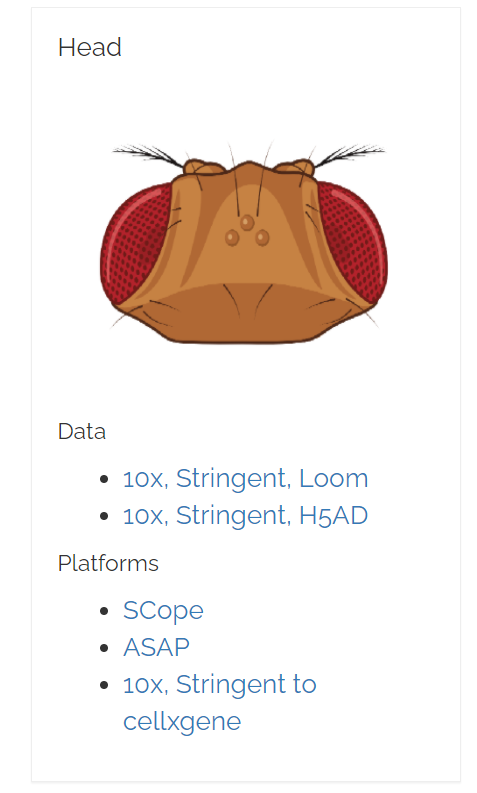 Head
Data
10x, Stringent, Loom
10x, Stringent, H5AD
Platforms
SCope
ASAP
10x, Stringent to
cellxgene